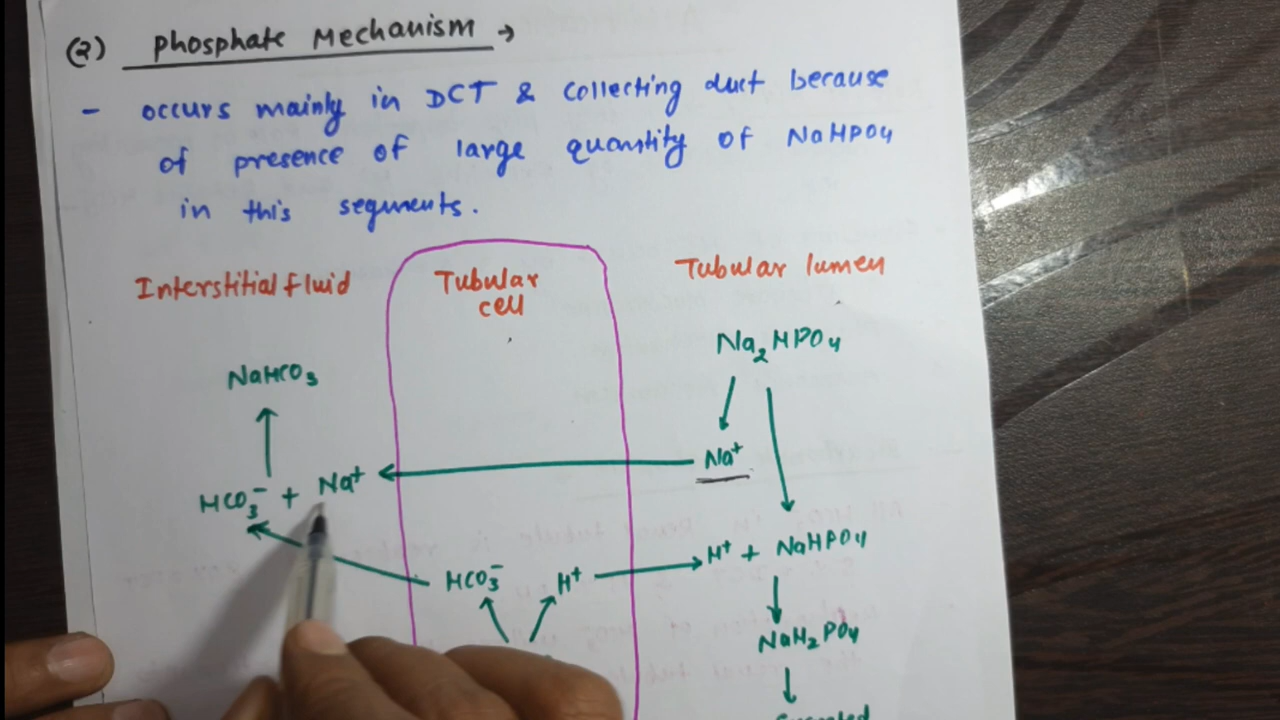 (2) Phosphate Mechanism →
- occurs mainly in DCT & collecting duct because
of presence of large quantity of NaHPO4
in this segments.
Interstitial fluid
Tubular
cell
Tubular lumen
Na2HPO4
NaHCO3
Na+
HCO3- + Na+
H+ + NaHPO4
HCO3- H+
NaH2PO4